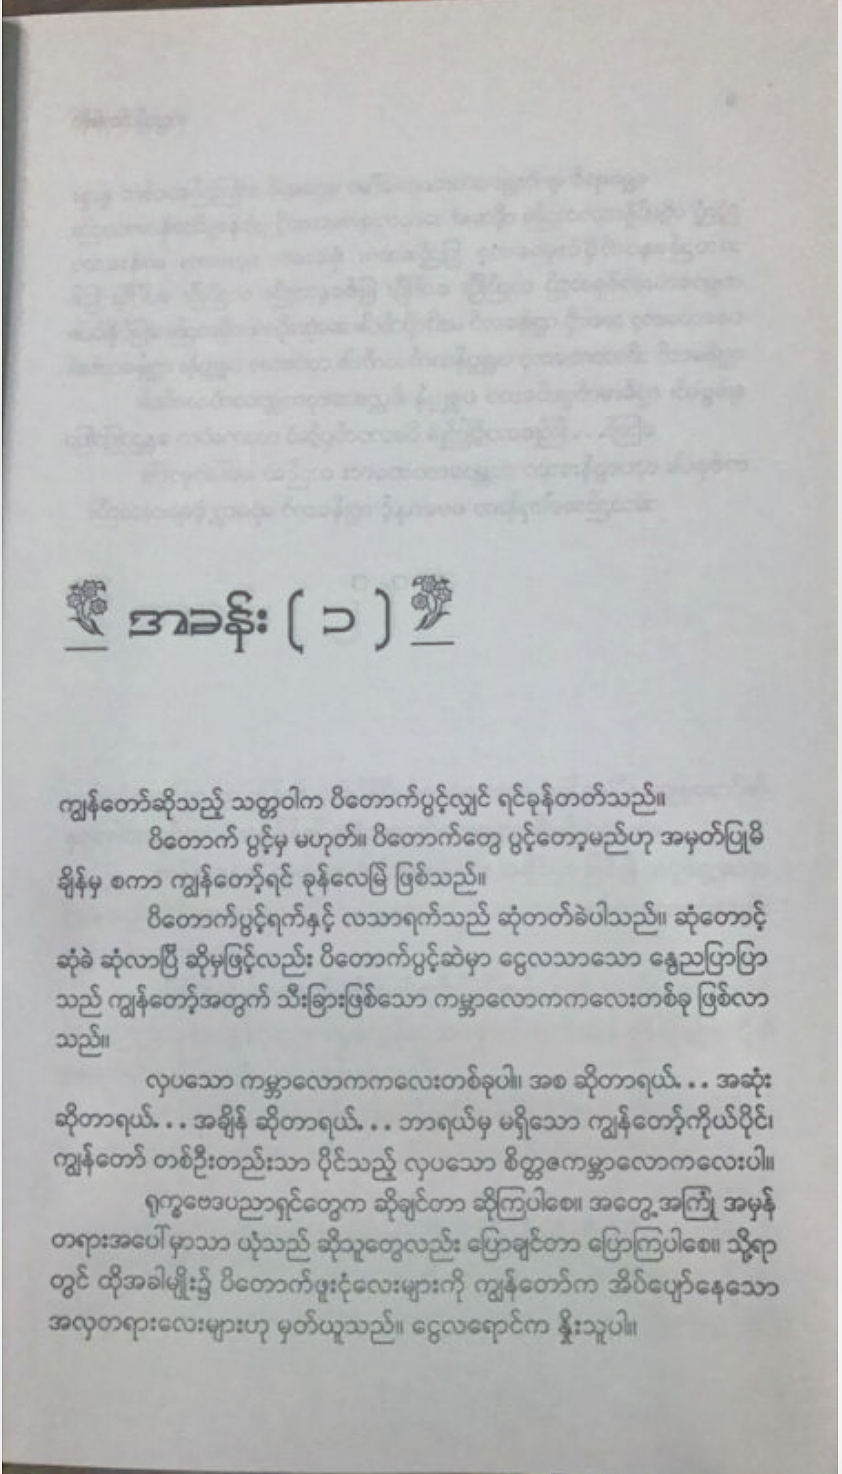 အခန်း ( ၁ )
ကျွန်တော်ဆိုသည့် သတ္တဝါက ပိတောက်ပွင့်လျှင် ရင်ခုန်တတ်သည်။
ပိတောက် ပွင့်မှ မဟုတ်။ ပိတောက်တွေ ပွင့်တော့မည်ဟု အမှတ်ပြုမိ
ချိန်မှ စကာ ကျွန်တော့်ရင် ခုန်လေမြဲ ဖြစ်သည်။
ပိတောက်ပွင့်ရက်နှင့် လသာရက်သည် ဆုံတတ်ခဲပါသည်။ ဆုံတောင့်
ဆုံခဲ ဆုံလာပြီ ဆိုမှဖြင့်လည်း ပိတောက်ပွင့်ဆဲမှာ ငွေလသာသော နွေညပြာပြာ
သည် ကျွန်တော့်အတွက် သီးခြားဖြစ်သော ကမ္ဘာလောကကလေးတစ်ခု ဖြစ်လာ
သည်။
လှပသော ကမ္ဘာလောကကလေးတစ်ခုပါ။ အစ ဆိုတာရယ်... အဆုံး
ဆိုတာရယ်... အချိန် ဆိုတာရယ်... ဘာရယ်မှ မရှိသော ကျွန်တော့်ကိုယ်ပိုင်၊
ကျွန်တော် တစ်ဦးတည်းသာ ပိုင်သည့် လှပသော စိတ္တဇကမ္ဘာလောကလေးပါ။
ရုက္ခဗေဒပညာရှင်တွေက ဆိုချင်တာ ဆိုကြပါစေ။ အတွေ့အကြုံ အမှန်
တရားအပေါ်မှာသာ ယုံသည် ဆိုသူတွေလည်း ပြောချင်တာ ပြောကြပါစေ။ သို့ရာ
တွင် ထိုအခါမျိုး၌ ပိတောက်ဖူးငုံလေးများကို ကျွန်တော်က အိပ်ပျော်နေသော
အလှတရားလေးများဟု မှတ်ယူသည်။ ငွေလရောင်က နှိုးသူပါ။